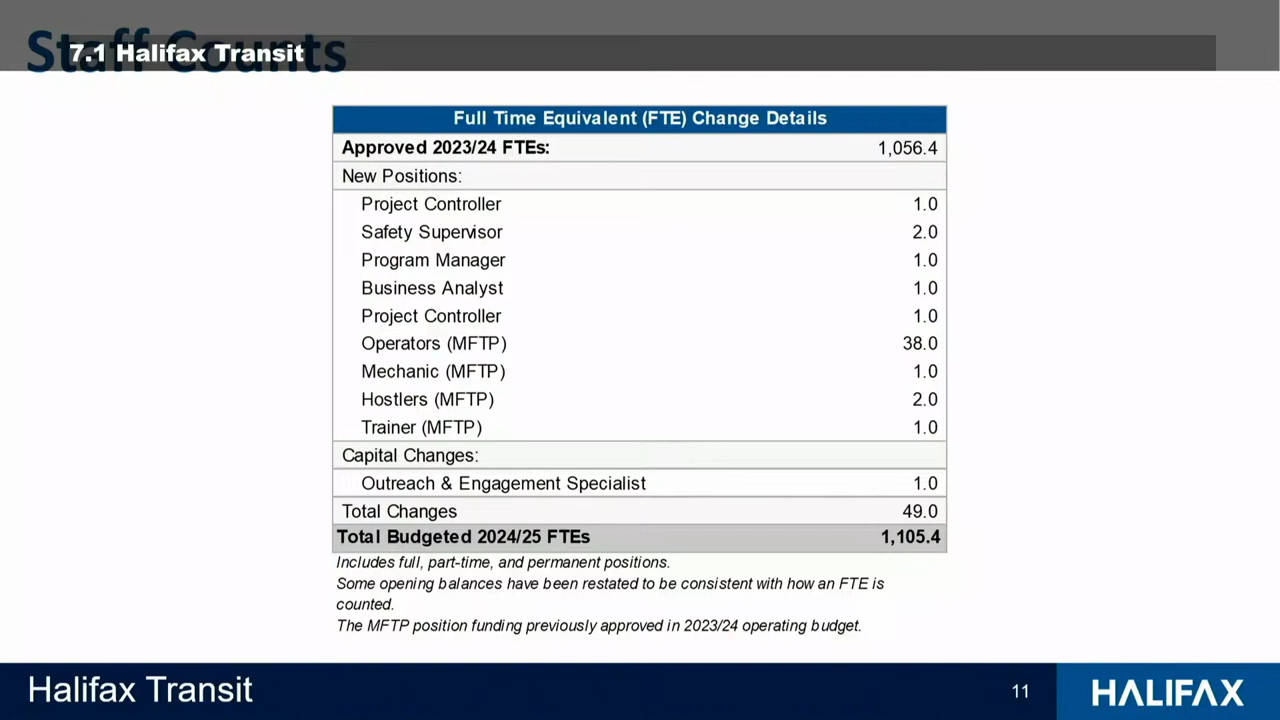 Staff Counts
7.1 Halifax Transit
Full Time Equivalent (FTE) Change Details
Approved 2023/24 FTEs: 1,056.4
New Positions:
Project Controller 1.0
Safety Supervisor 2.0
Program Manager 1.0
Business Analyst 1.0
Project Controller 1.0
Operators (MFTP) 38.0
Mechanic (MFTP) 1.0
Hostlers (MFTP) 2.0
Trainer (MFTP) 1.0
Capital Changes:
Outreach & Engagement Specialist 1.0
Total Changes 49.0
Total Budgeted 2024/25 FTEs 1,105.4
Includes full, part-time, and permanent positions.
Some opening balances have been restated to be consistent with how an FTE is
counted.
The MFTP position funding previously approved in 2023/24 operating budget.
Halifax Transit 11 HALIFAX